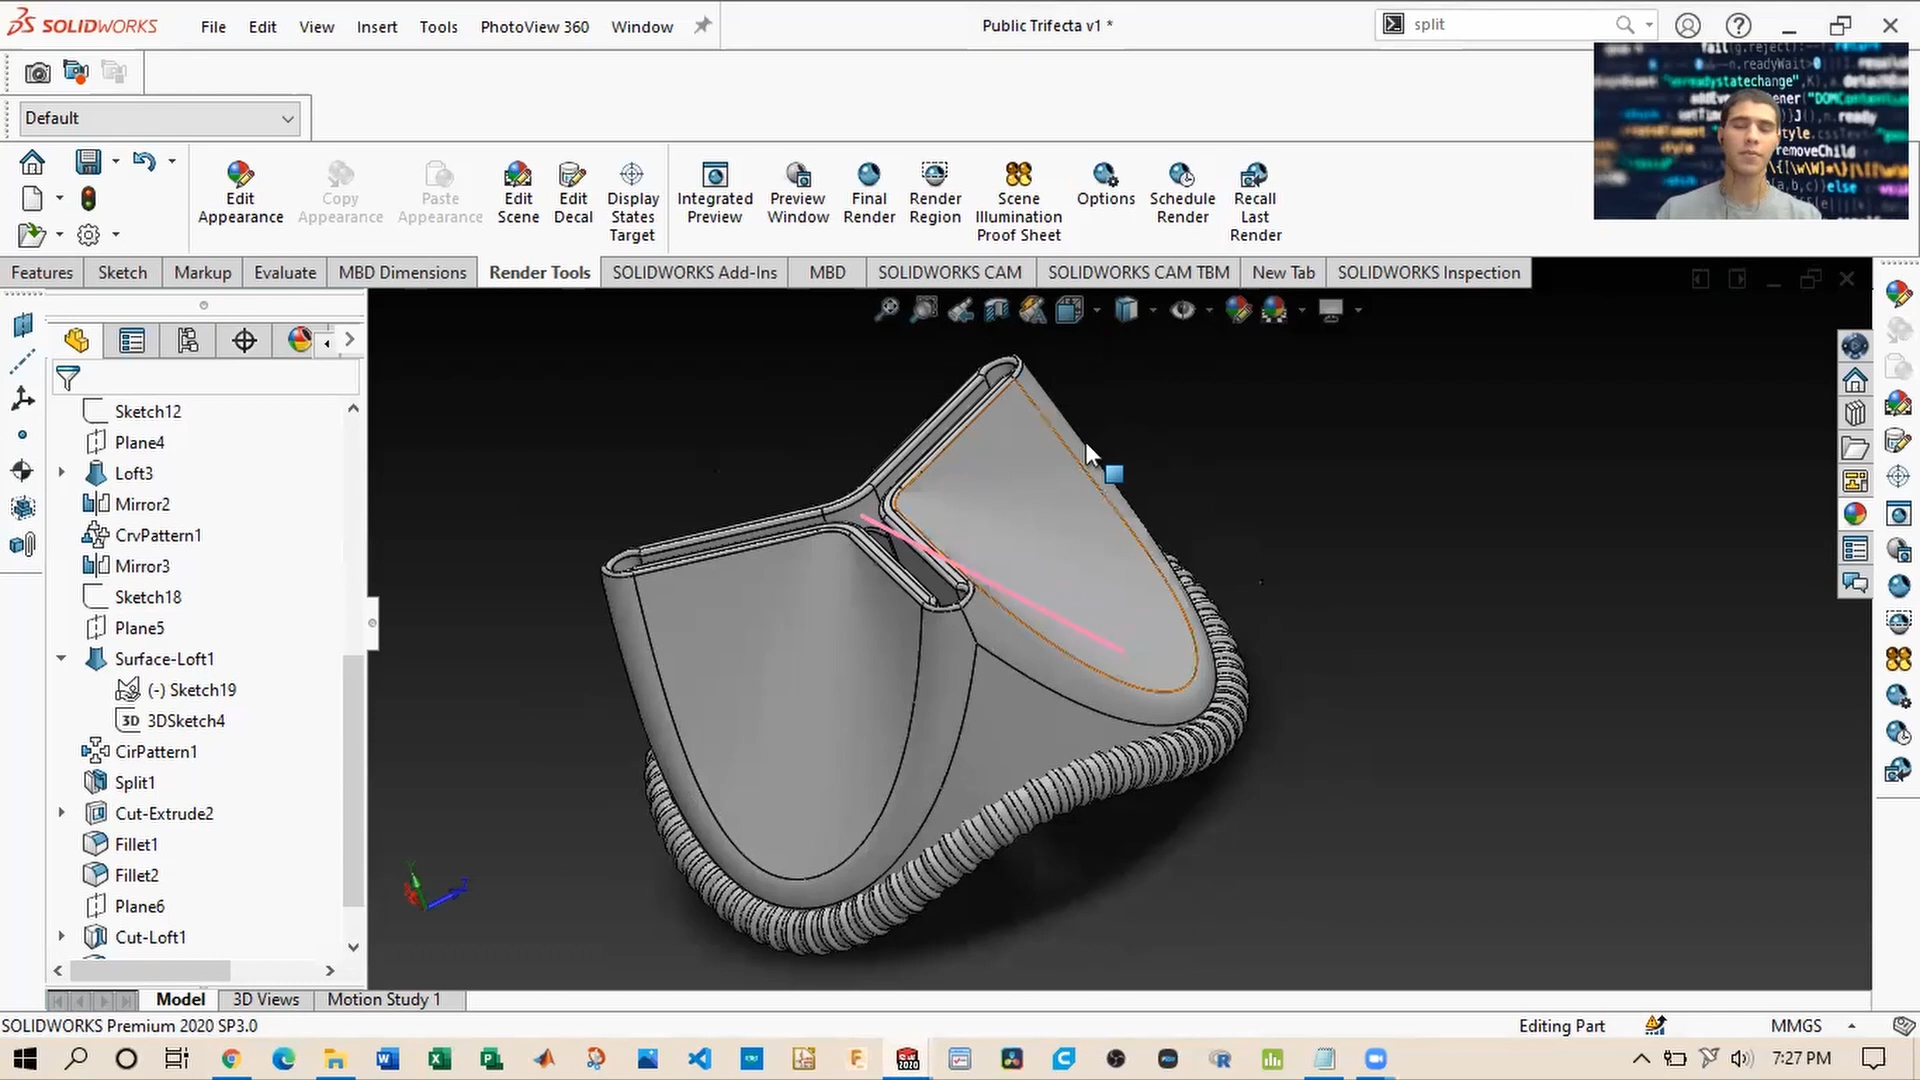 SOLIDWORKS File Edit View Insert Tools PhotoView 360 Window Public Trifecta v1 * split
Default
Edit Appearance
Copy Appearance
Paste Appearance
Edit Scene
Edit Decal
Display States Target
Integrated Preview
Preview Window
Final Render
Render Region
Scene Illumination Proof Sheet
Options
Schedule Render
Recall Last Render
Features Sketch Markup Evaluate MBD Dimensions Render Tools SOLIDWORKS Add-Ins MBD SOLIDWORKS CAM SOLIDWORKS CAM TBM New Tab SOLIDWORKS Inspection
Sketch12
Plane4
Loft3
Mirror2
CrvPattern1
Mirror3
Sketch18
Plane5
Surface-Loft1
(-) Sketch19
3D 3DSketch4
CirPattern1
Split1
Cut-Extrude2
Fillet1
Fillet2
Plane6
Cut-Loft1
Model 3D Views Motion Study 1
SOLIDWORKS Premium 2020 SP3.0 Editing Part MMGS
7:27 PM